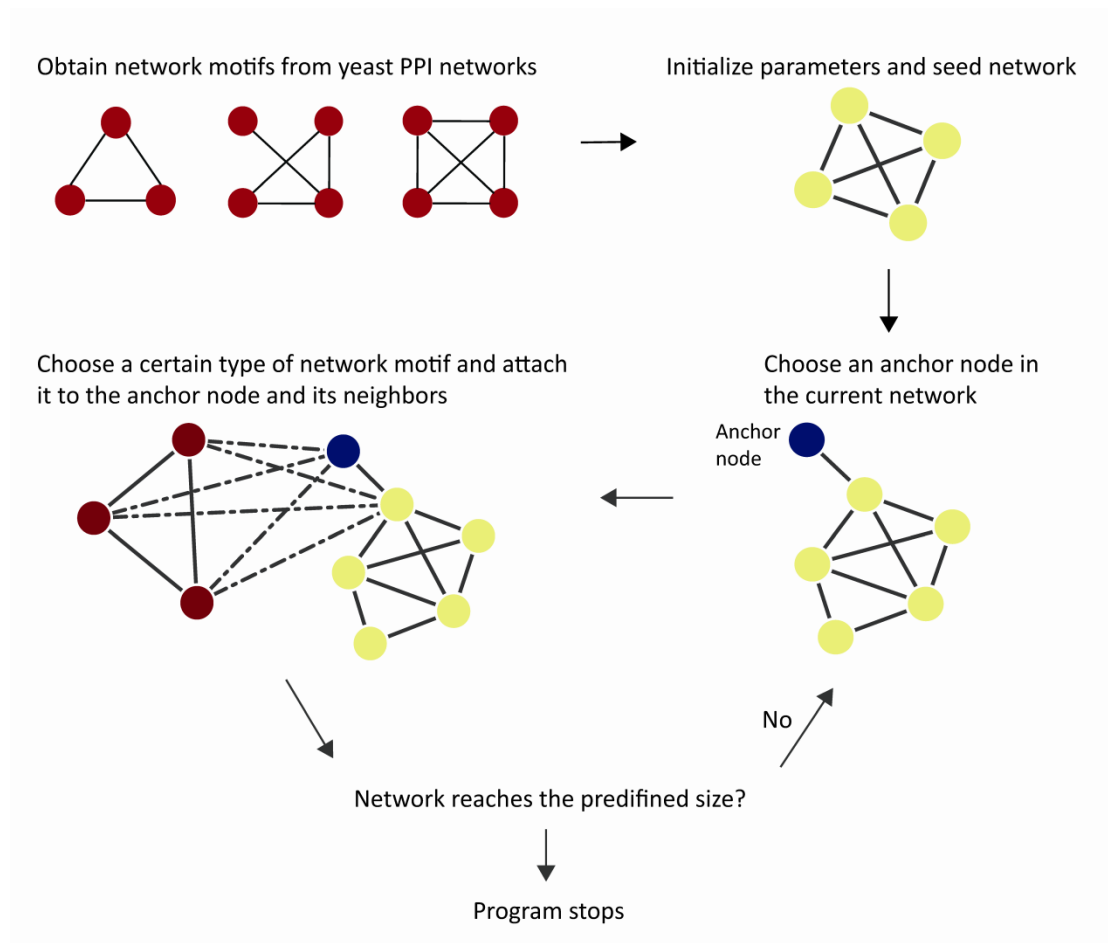 Obtain network motifs from yeast PPI networks
Initialize parameters and seed network
Choose a certain type of network motif and attach
it to the anchor node and its neighbors
Choose an anchor node in
the current network
Anchor
node
No
Network reaches the predifined size?
Program stops